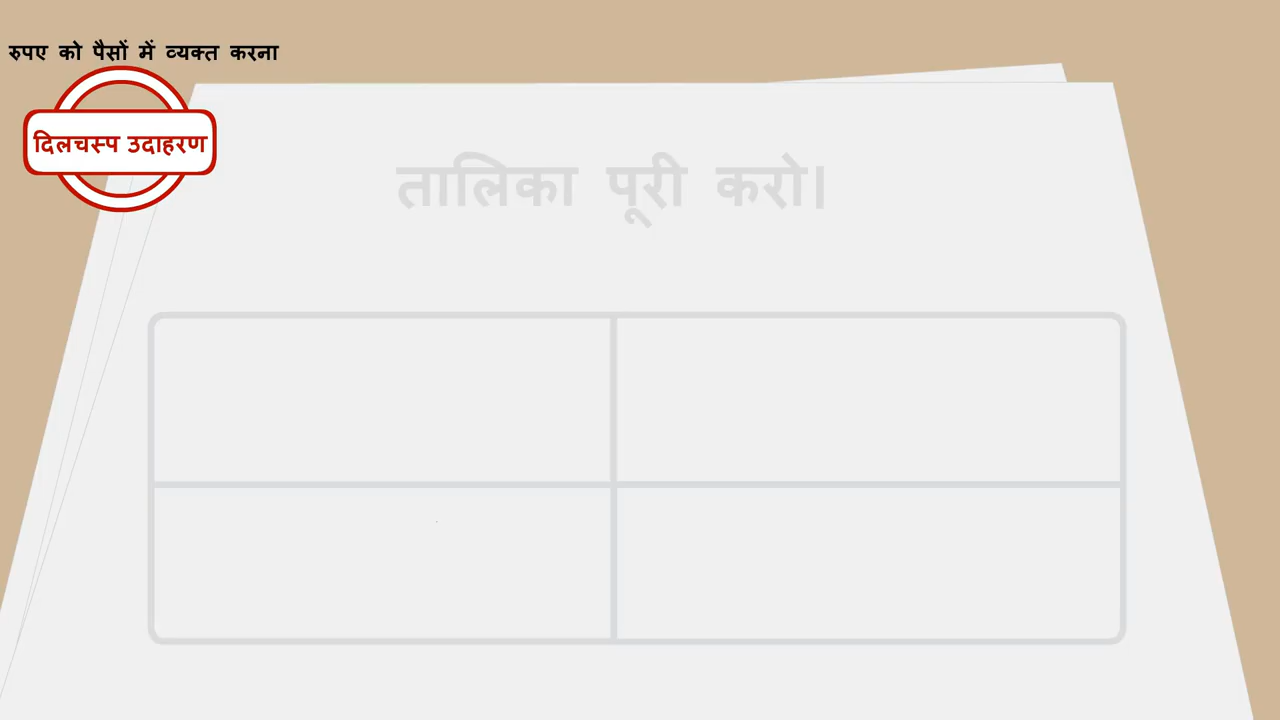 रुपए को पैसों में व्यक्त करना
दिलचस्प उदाहरण
तालिका पूरी करो।